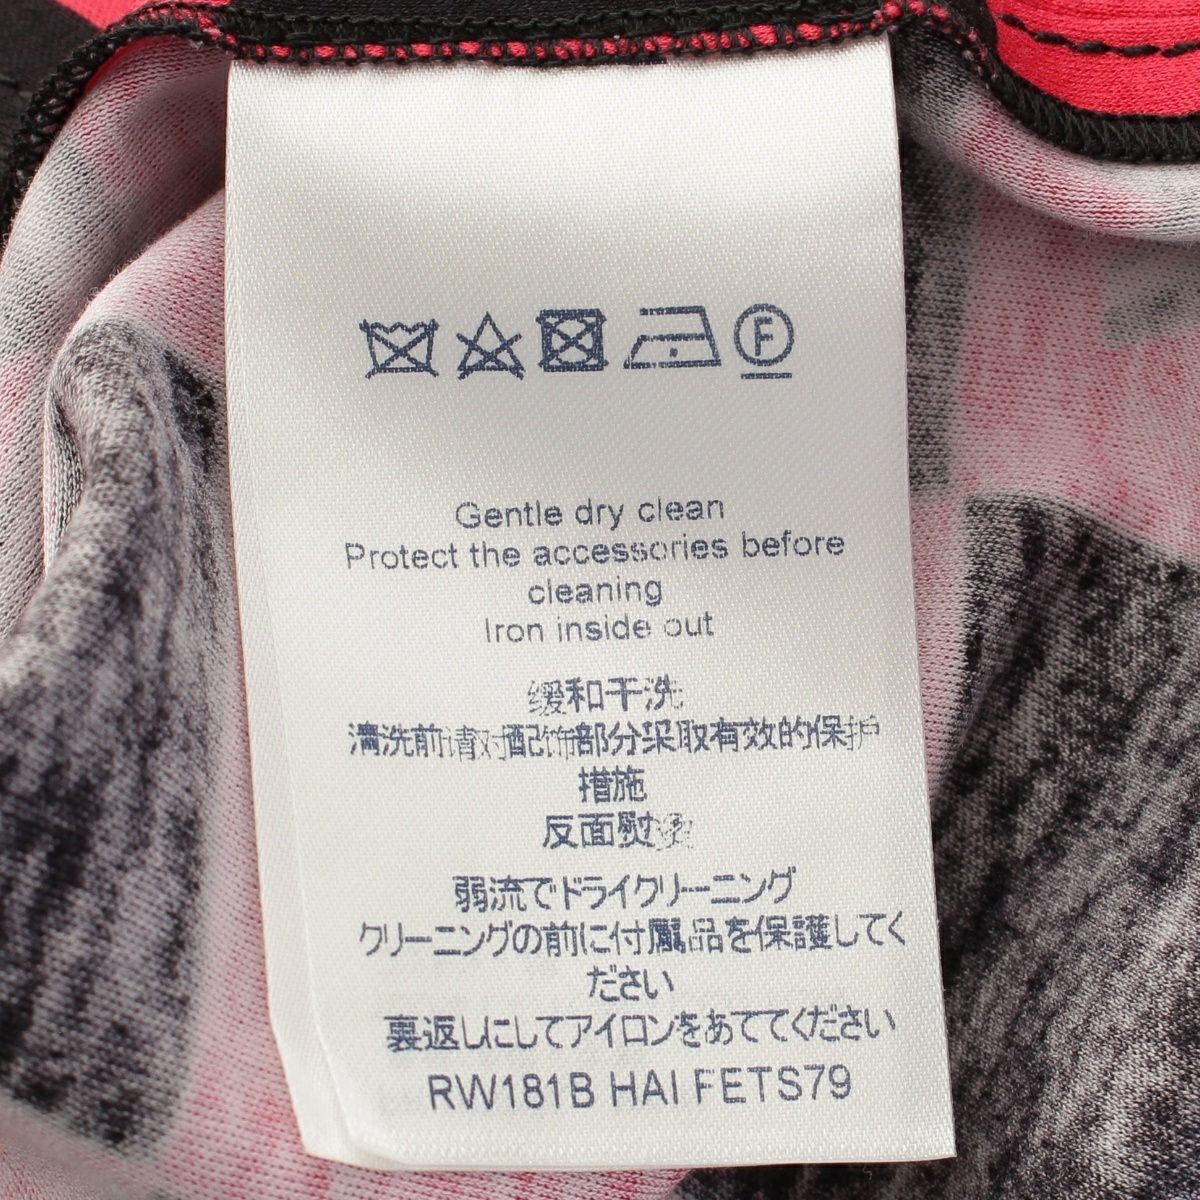 F
Gentle dry clean
Protect the accessories before
cleaning
Iron inside out
缓和干洗
清洗前请对配饰部分采取有效的保护
措施
反面熨烫
弱流でドライクリーニング
クリーニングの前に付属品を保護してく
ださい
裏返しにしてアイロンをあててください
RW181B HAI FETS79